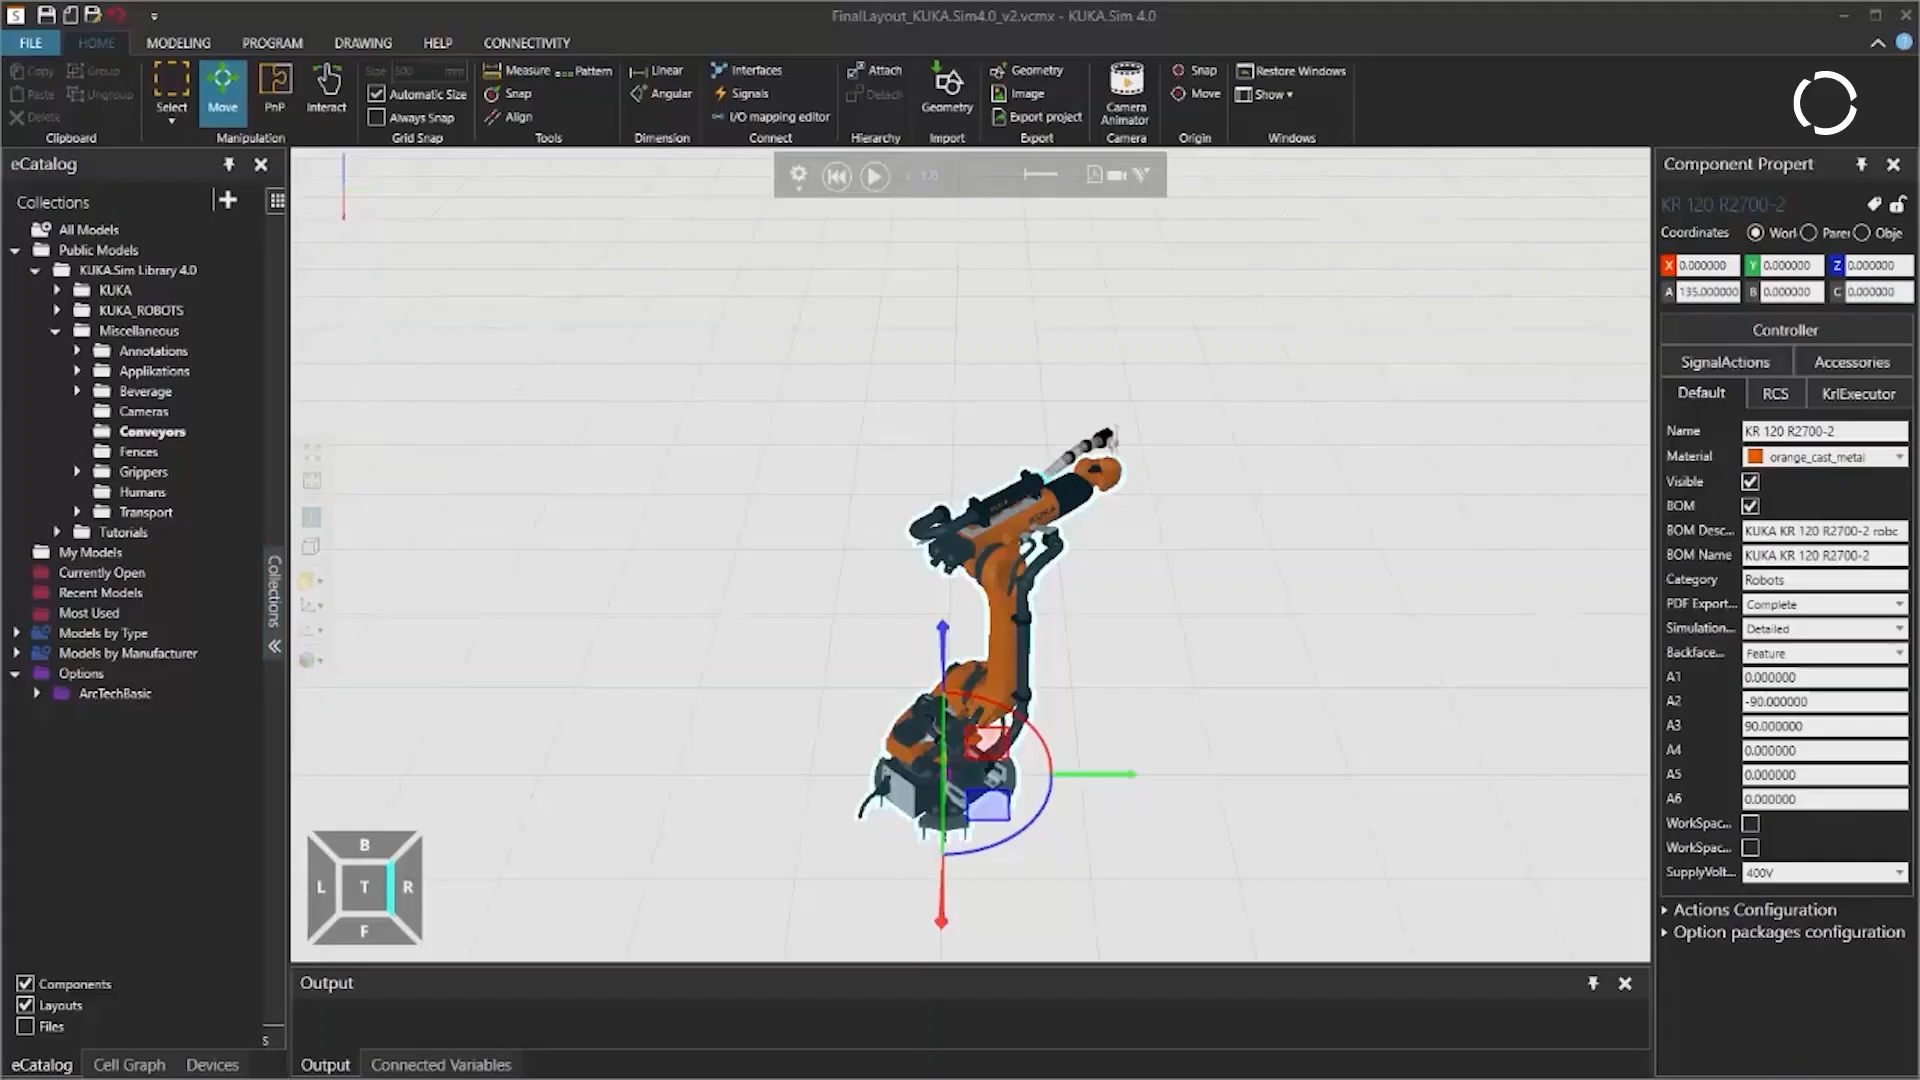 FinalLayout_KUKA.Sim4.0_v2.vcmx - KUKA.Sim 4.0
FILE HOME MODELING PROGRAM DRAWING HELP CONNECTIVITY
Copy Group
Paste Ungroup
Delete
Clipboard
Select Move PnP Interact
Manipulation
Size 500 mm
Automatic Size
Always Snap
Grid Snap
Measure Pattern
Snap
Align
Tools
Linear
Angular
Dimension
Interfaces
Signals
I/O mapping editor
Connect
Attach
Detach
Hierarchy
Geometry
Import
Geometry
Image
Export project
Export
Camera
Animator
Camera
Snap
Move
Origin
Restore Windows
Show
Windows
eCatalog
Collections
All Models
Public Models
KUKA.Sim Library 4.0
KUKA
KUKA_ROBOTS
Miscellaneous
Annotations
Applikations
Beverage
Cameras
Conveyors
Fences
Grippers
Humans
Transport
Tutorials
My Models
Currently Open
Recent Models
Most Used
Models by Type
Models by Manufacturer
Options
ArcTechBasic
Collections
Components
Layouts
Files
S
eCatalog Cell Graph Devices
x 1.0
KUKA
B
L T R
F
Output
Output Connected Variables
Component Propert
KR 120 R2700-2
Coordinates Worl Parer Obje
X 0.000000 Y 0.000000 Z 0.000000
A 135.000000 B 0.000000 C 0.000000
Controller
SignalActions Accessories
Default RCS KrlExecutor
Name KR 120 R2700-2
Material orange_cast_metal
Visible
BOM
BOM Desc... KUKA KR 120 R2700-2 robc
BOM Name KUKA KR 120 R2700-2
Category Robots
PDF Export... Complete
Simulation... Detailed
Backface... Feature
A1 0.000000
A2 -90.000000
A3 90.000000
A4 0.000000
A5 0.000000
A6 0.000000
WorkSpac...
WorkSpac...
SupplyVolt... 400V
Actions Configuration
Option packages configuration